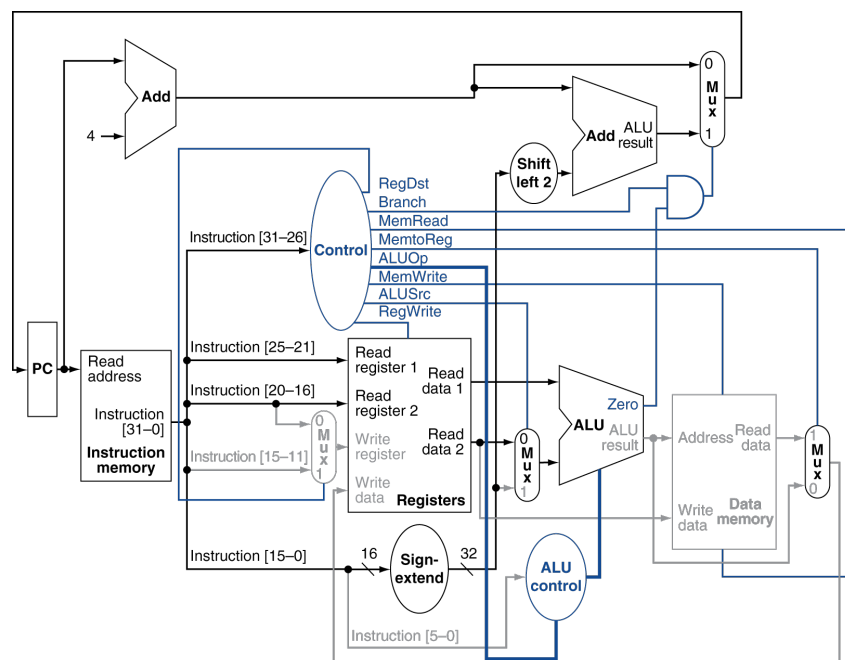 0
M
u
x
1
Add
4
Add
ALU
result
Shift
left 2
RegDst
Branch
MemRead
MemtoReg
ALUOp
MemWrite
ALUSrc
RegWrite
Control
Instruction [31–26]
PC
Read
address
Instruction
[31–0]
Instruction
memory
Instruction [25–21]
Instruction [20–16]
Instruction [15–11]
0
M
u
x
1
Read
register 1
Read
register 2
Write
register
Write
data
Read
data 1
Read
data 2
Registers
0
M
u
x
1
Zero
ALU
ALU
result
Address
Read
data
Write
data
Data
memory
1
M
u
x
0
Instruction [15–0]
16
Sign-
extend
32
ALU
control
Instruction [5–0]